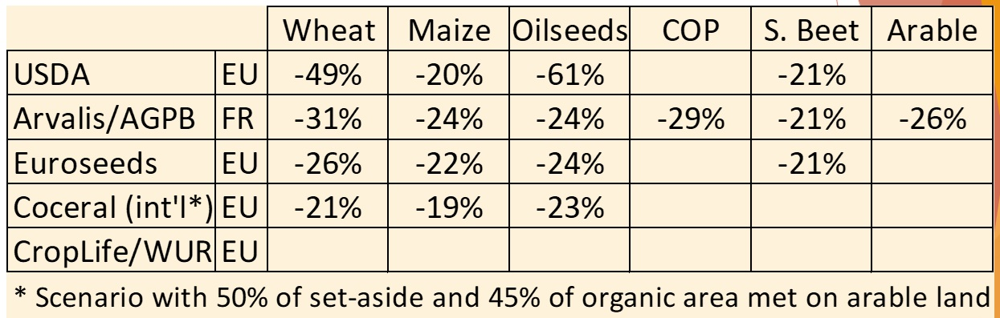 Wheat Maize Oilseeds COP S. Beet Arable
USDA EU -49% -20% -61% -21%
Arvalis/AGPB FR -31% -24% -24% -29% -21% -26%
Euroseeds EU -26% -22% -24% -21%
Coceral (int'l*) EU -21% -19% -23%
CropLife/WUR EU
* Scenario with 50% of set-aside and 45% of organic area met on arable land